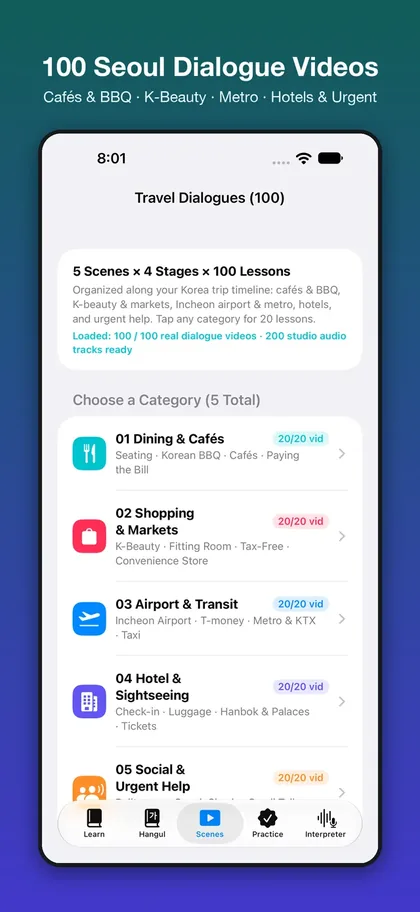 100 Seoul Dialogue Videos
Cafés & BBQ · K-Beauty · Metro · Hotels & Urgent
8:01
Travel Dialogues (100)
5 Scenes × 4 Stages × 100 Lessons
Organized along your Korea trip timeline: cafés & BBQ,
K-beauty & markets, Incheon airport & metro, hotels,
and urgent help. Tap any category for 20 lessons.
Loaded: 100 / 100 real dialogue videos · 200 studio audio
tracks ready
Choose a Category (5 Total)
01 Dining & Cafés
20/20 vid
Seating · Korean BBQ · Cafés · Paying
the Bill
02 Shopping
& Markets
20/20 vid
K-Beauty · Fitting Room · Tax-Free ·
Convenience Store
03 Airport & Transit
20/20 vid
Incheon Airport · T-money · Metro & KTX
· Taxi
04 Hotel &
Sightseeing
20/20 vid
Check-in · Luggage · Hanbok & Palaces
· Tickets
05 Social &
Urgent Help
20/20 vid
가
Learn
Hangul
Scenes
Practice
Interpreter